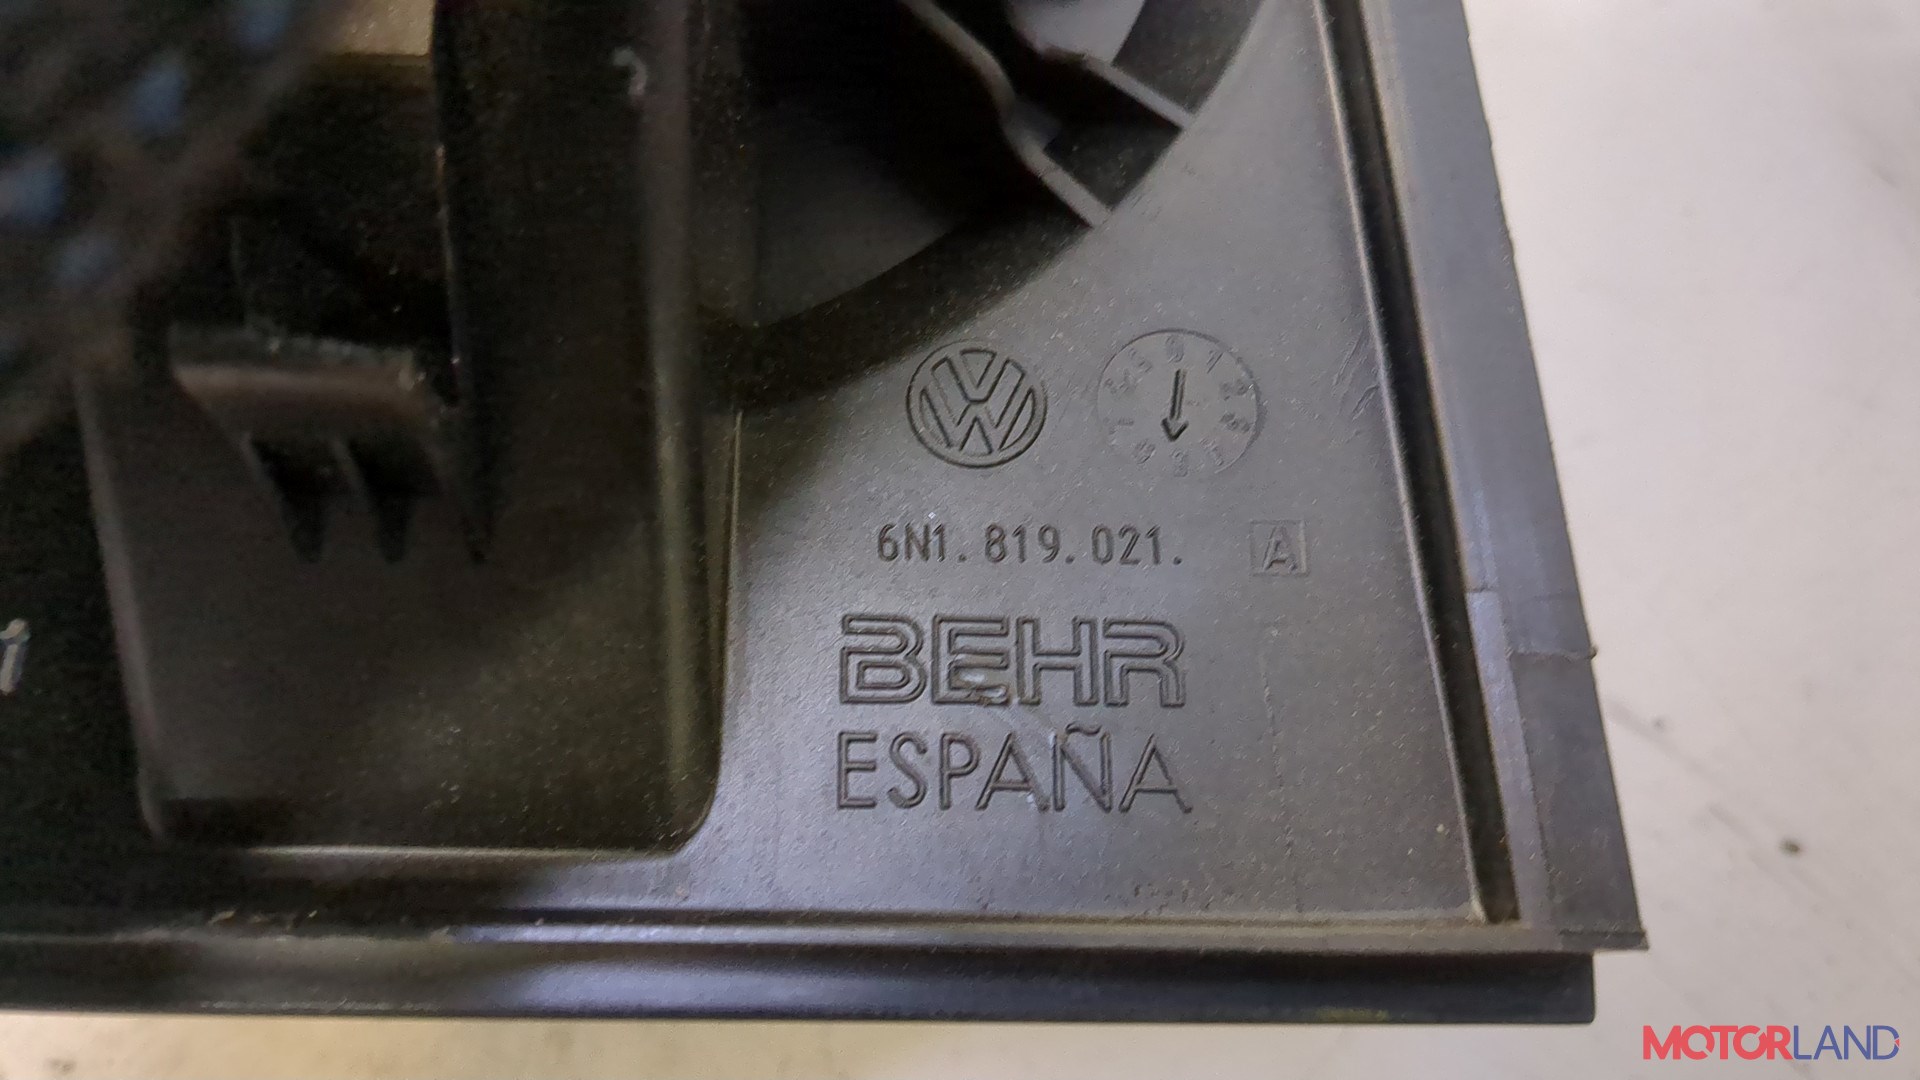 6N1.819.021. A
BEHR
ESPAÑA
MOTORLAND